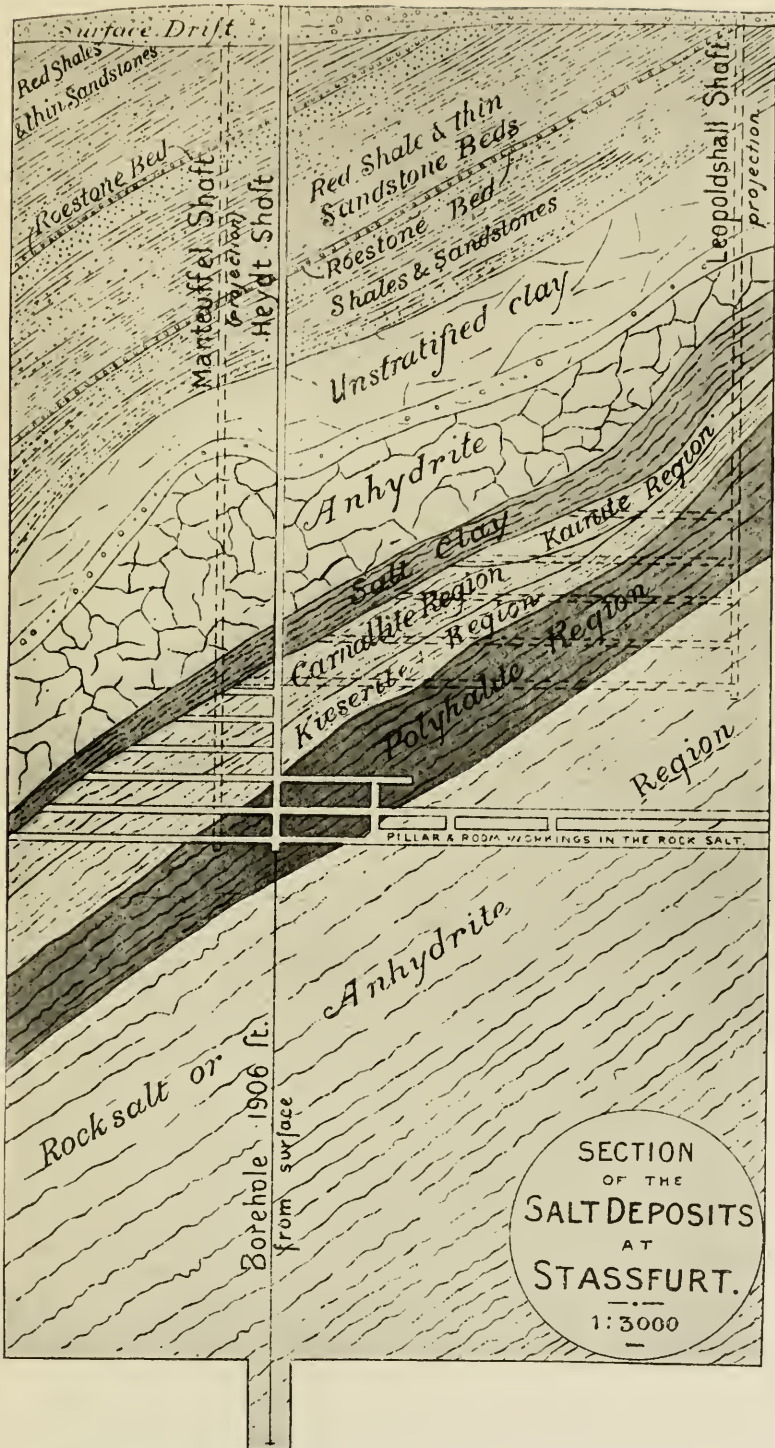 Surface Drift
Red Shales
& thin Sandstones
Roestone Bed
Manteuffel Shaft
(projection)
Heydt Shaft
Red Shale & thin
Sandstone Beds
Roestone Bed
Shales & Sandstones
Leopoldshall Shaft
projection
Unstratified clay
Anhydrite
Salt Clay
Carnallite Region
Kainite Region
Kieserite Region
Polyhalite Region
Region
PILLAR & ROOM WORKINGS IN THE ROCK SALT.
Anhydrite
Rocksalt or
Borehole 1906 ft.
from surface
SECTION
OF THE
SALT DEPOSITS
AT
STASSFURT.
1:3000